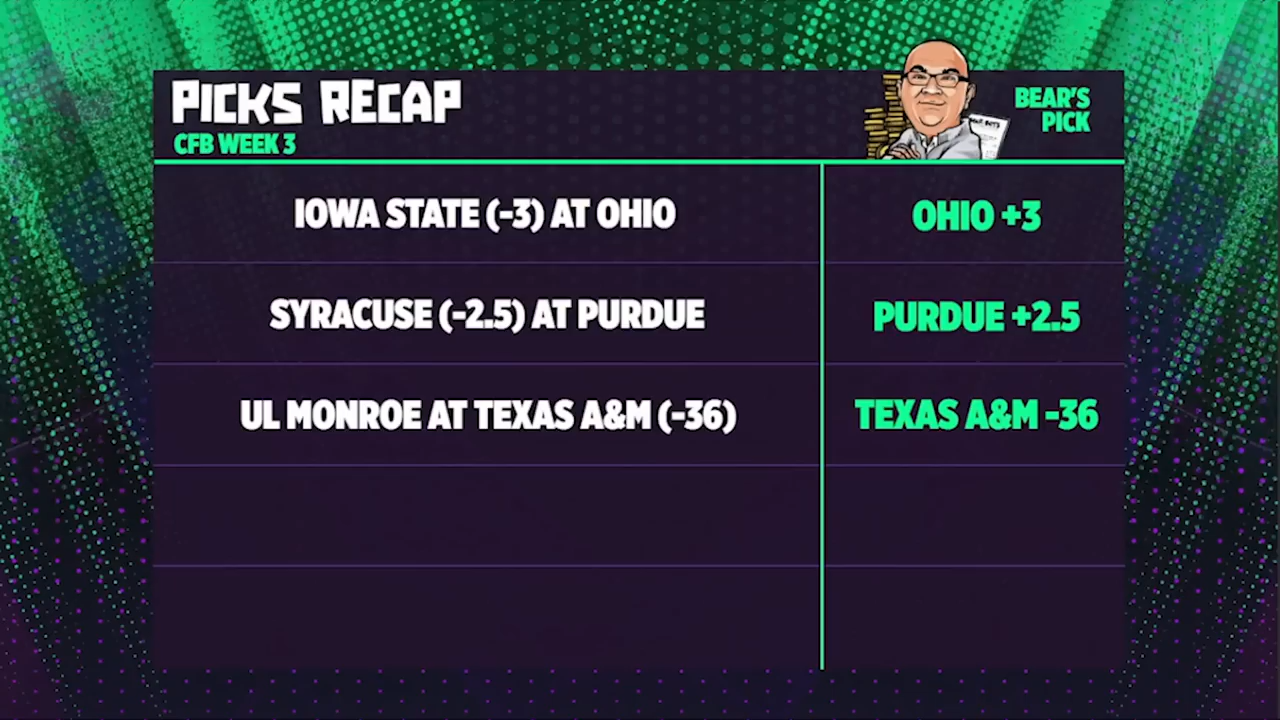 PICKS RECAP
CFB WEEK 3
BEAR'S
PICK
IOWA STATE (-3) AT OHIO
OHIO +3
SYRACUSE (-2.5) AT PURDUE
PURDUE +2.5
UL MONROE AT TEXAS A&M (-36)
TEXAS A&M -36